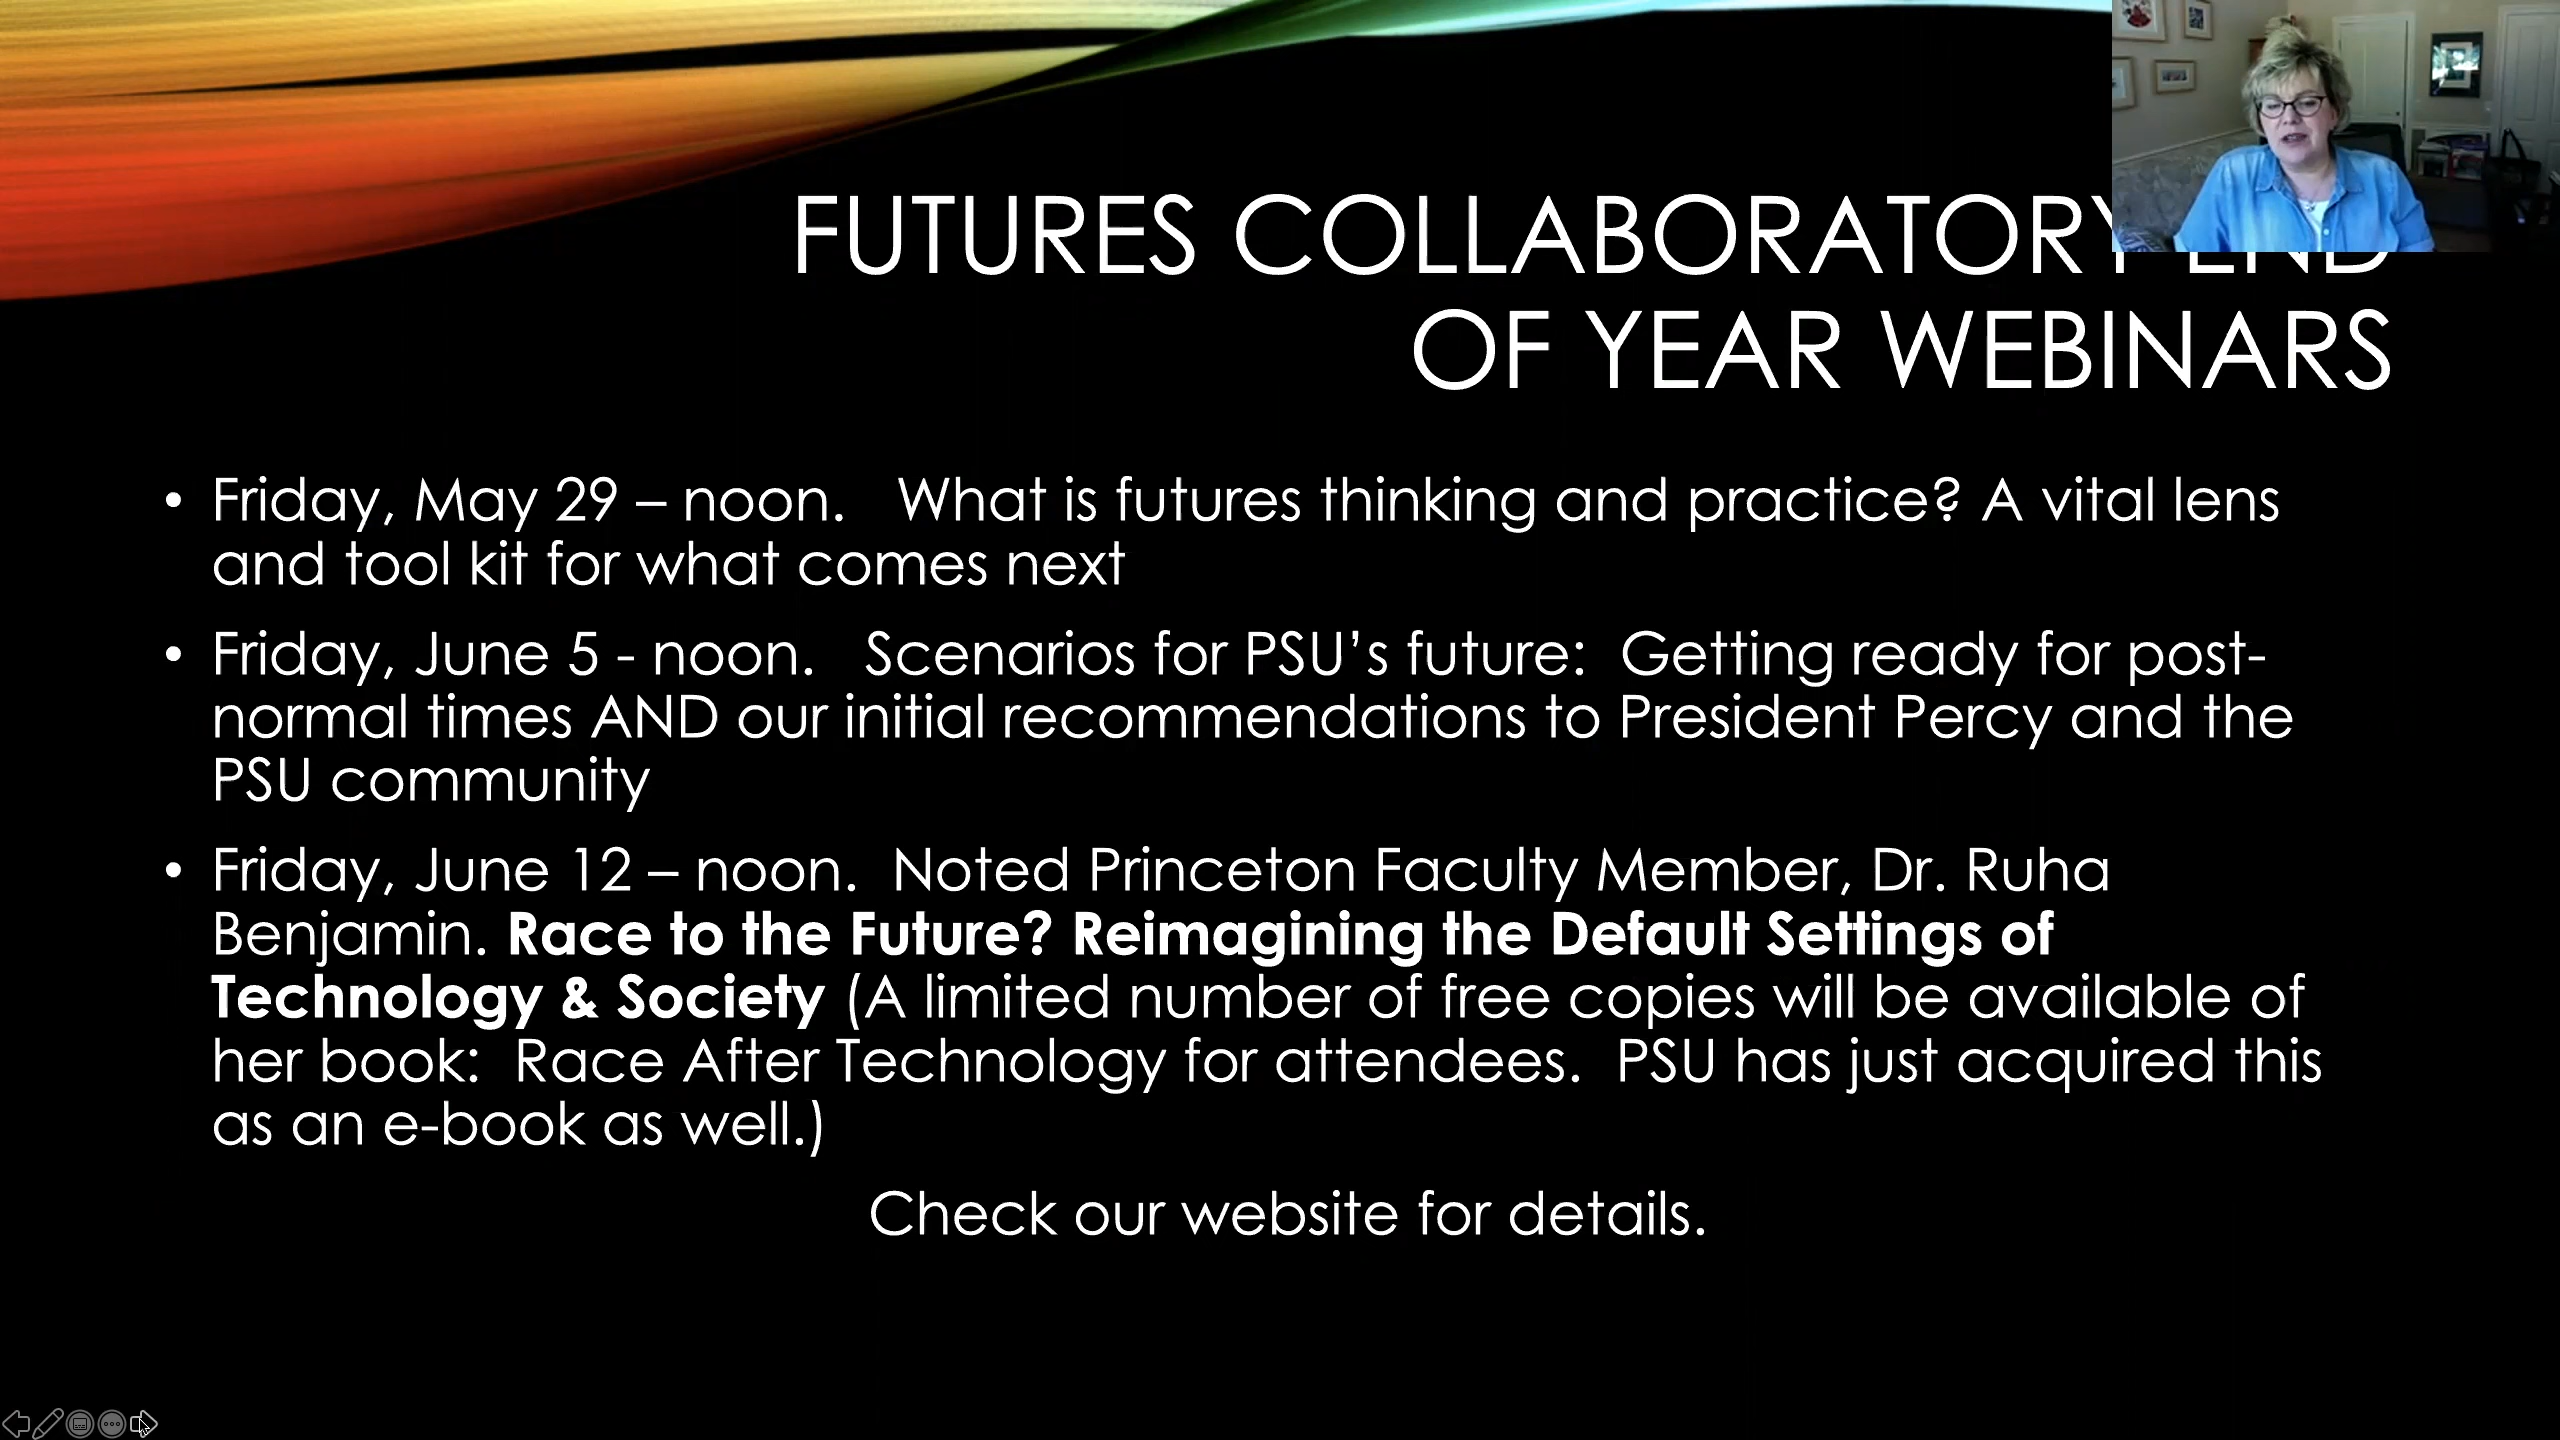 FUTURES COLLABORATORY END
OF YEAR WEBINARS
• Friday, May 29 – noon.   What is futures thinking and practice? A vital lens
and tool kit for what comes next
• Friday, June 5 - noon.   Scenarios for PSU’s future:  Getting ready for post-
normal times AND our initial recommendations to President Percy and the
PSU community
• Friday, June 12 – noon.  Noted Princeton Faculty Member, Dr. Ruha
Benjamin. Race to the Future? Reimagining the Default Settings of
Technology & Society (A limited number of free copies will be available of
her book:  Race After Technology for attendees.  PSU has just acquired this
as an e-book as well.)
Check our website for details.